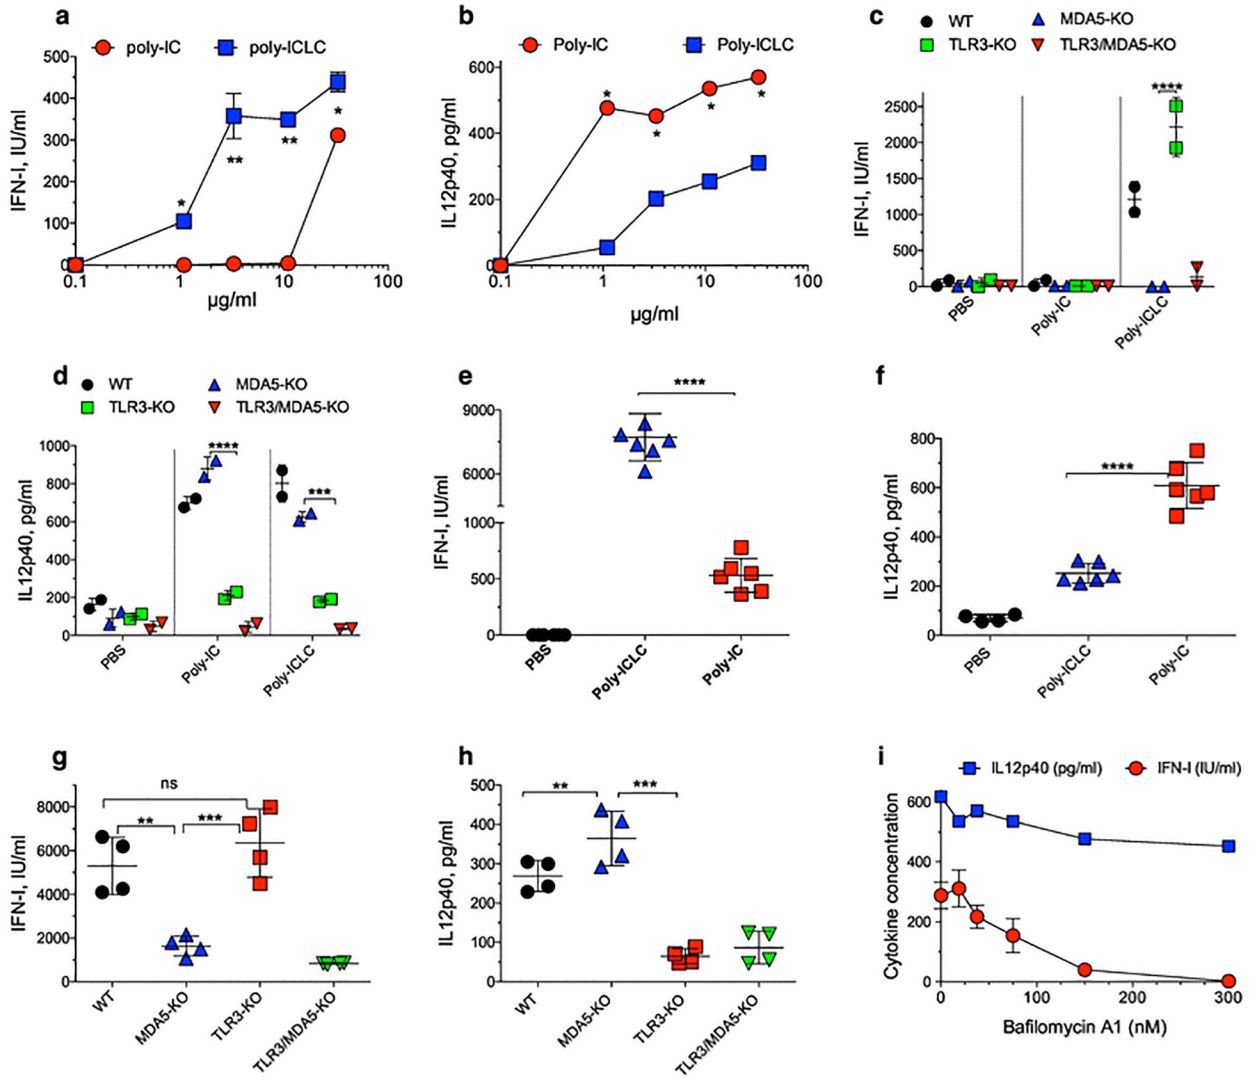 a
poly-IC
poly-ICLC
IFN-I, IU/ml
500
400
300
200
100
0
*
**
**
*
0.1
1
10
100
µg/ml
b
Poly-IC
Poly-ICLC
IL12p40, pg/ml
600
400
200
0
*
*
*
*
0.1
1
10
100
µg/ml
c
WT
MDA5-KO
TLR3-KO
TLR3/MDA5-KO
IFN-I, IU/ml
2500
2000
1500
1000
500
0
****
PBS
Poly-IC
Poly-ICLC
d
WT
MDA5-KO
TLR3-KO
TLR3/MDA5-KO
IL12p40, pg/ml
1000
800
600
400
200
0
****
***
PBS
Poly-IC
Poly-ICLC
e
IFN-I, IU/ml
9000
6000
1000
500
0
****
PBS
Poly-ICLC
Poly-IC
f
IL12p40, pg/ml
800
600
400
200
0
****
PBS
Poly-ICLC
Poly-IC
g
IFN-I, IU/ml
8000
6000
4000
2000
0
ns
**
***
WT
MDA5-KO
TLR3-KO
TLR3/MDA5-KO
h
IL12p40, pg/ml
500
400
300
200
100
0
**
***
WT
MDA5-KO
TLR3-KO
TLR3/MDA5-KO
i
IL12p40 (pg/ml)
IFN-I (IU/ml)
Cytokine concentration
600
400
200
0
0
100
200
300
Bafilomycin A1 (nM)